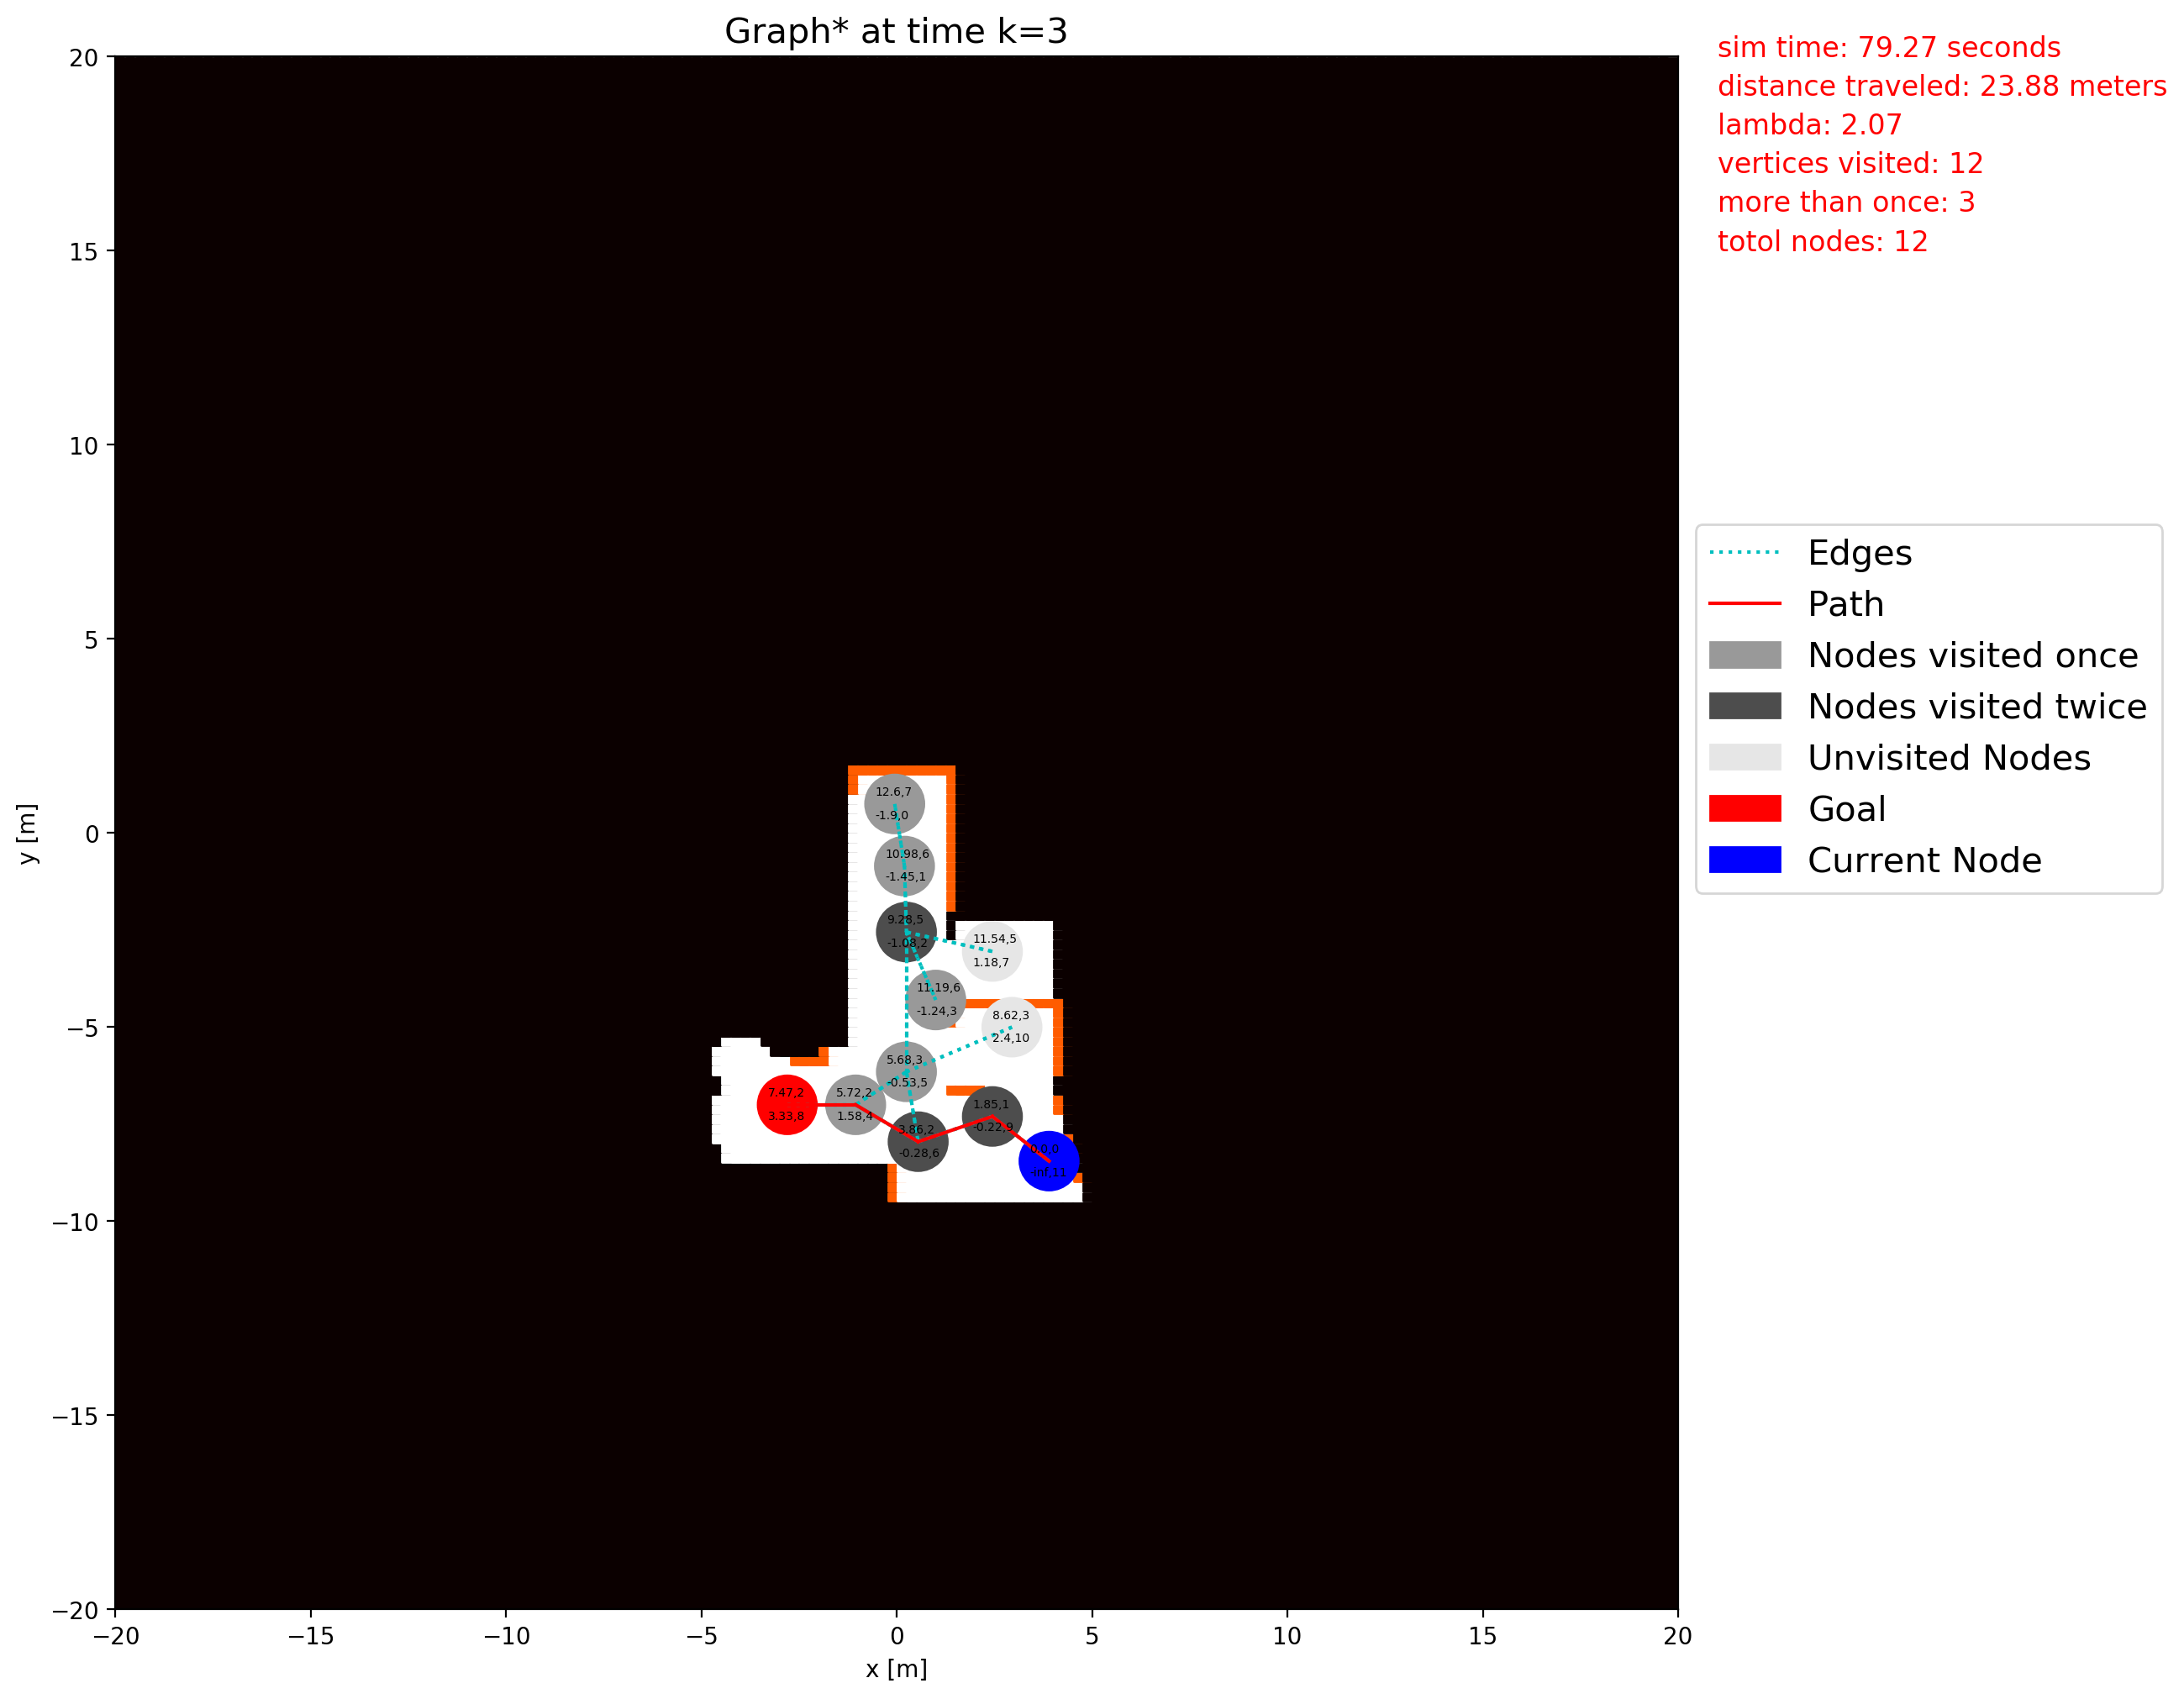 Graph* at time k=3
sim time: 79.27 seconds
distance traveled: 23.88 meters
lambda: 2.07
vertices visited: 12
more than once: 3
totol nodes: 12
Edges
Path
Nodes visited once
Nodes visited twice
Unvisited Nodes
Goal
Current Node
20
15
10
5
0
−5
−10
−15
−20
y [m]
12.6,7
-1.9,0
10.98,6
-1.45,1
9.28,5
-1.08,2
11.54,5
1.18,7
11.19,6
-1.24,3
8.62,3
2.4,10
5.68,3
-0.53,5
7.47,2
3.33,8
5.72,2
1.58,4
3.86,2
-0.28,6
1.85,1
-0.22,9
0.0,0
-inf,11
−20
−15
−10
−5
0
5
10
15
20
x [m]